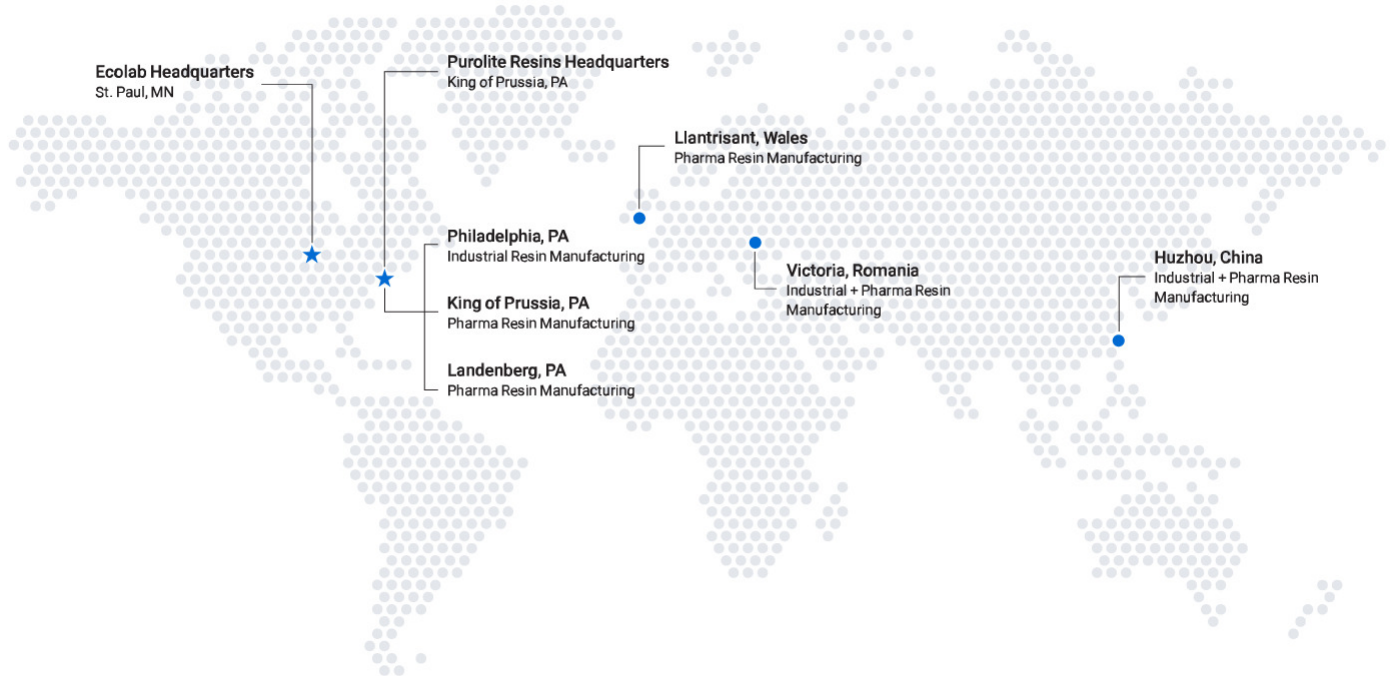 Ecolab Headquarters
St. Paul, MN
Purolite Resins Headquarters
King of Prussia, PA
Llantrisant, Wales
Pharma Resin Manufacturing
Philadelphia, PA
Industrial Resin Manufacturing
King of Prussia, PA
Pharma Resin Manufacturing
Landenberg, PA
Pharma Resin Manufacturing
Victoria, Romania
Industrial + Pharma Resin
Manufacturing
Huzhou, China
Industrial + Pharma Resin
Manufacturing